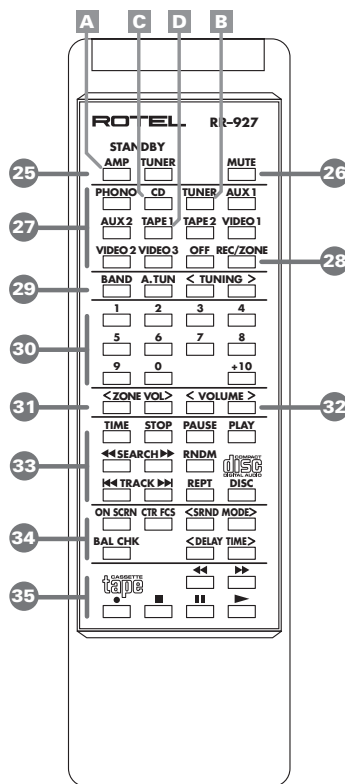 A C D B
ROTEL RR–927
STANDBY
25 AMP TUNER MUTE 26
27 PHONO CD TUNER AUX 1
AUX 2 TAPE 1 TAPE 2 VIDEO 1
VIDEO 2 VIDEO 3 OFF REC/ZONE 28
29 BAND A.TUN < TUNING >
30 1 2 3 4
5 6 7 8
9 0 +10
31 <ZONE VOL> < VOLUME > 32
33 TIME STOP PAUSE PLAY
SEARCH RNDM COMPACT disc DIGITAL AUDIO
TRACK REPT DISC
34 ON SCRN CTR FCS <SRND MODE>
BAL CHK <DELAY TIME>
35 CASSETTE tape